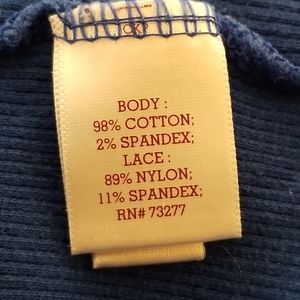 BODY :
98% COTTON;
2% SPANDEX;
LACE :
89% NYLON;
11% SPANDEX;
RN# 73277